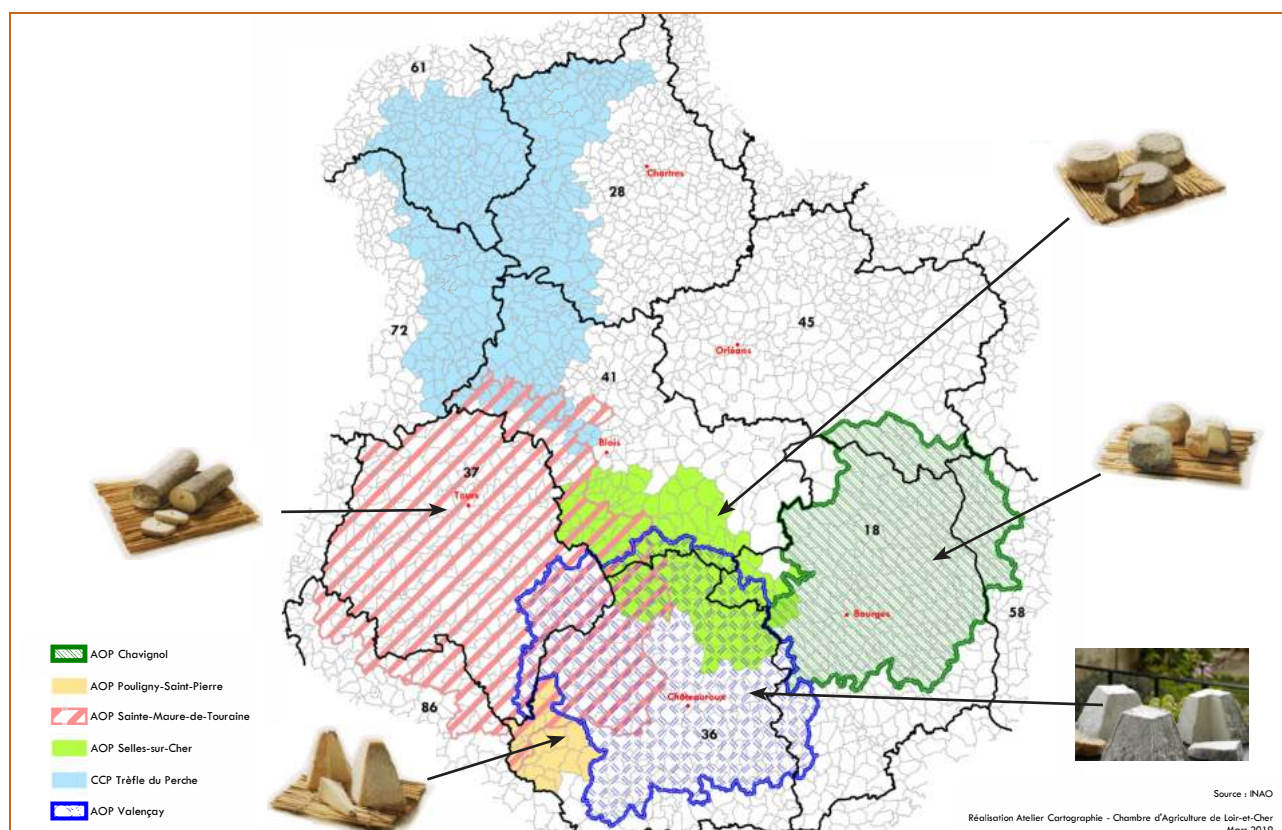 61
28
Chartres
72
45
Orléans
41
Blois
37
Tours
18
Bourges
58
86
Châteauroux
36
AOP Chavignol
AOP Pouligny-Saint-Pierre
AOP Sainte-Maure-de-Touraine
AOP Selles-sur-Cher
CCP Trèfle du Perche
AOP Valençay
Source : INAO
Réalisation Atelier Cartographie - Chambre d'Agriculture de Loir-et-Cher